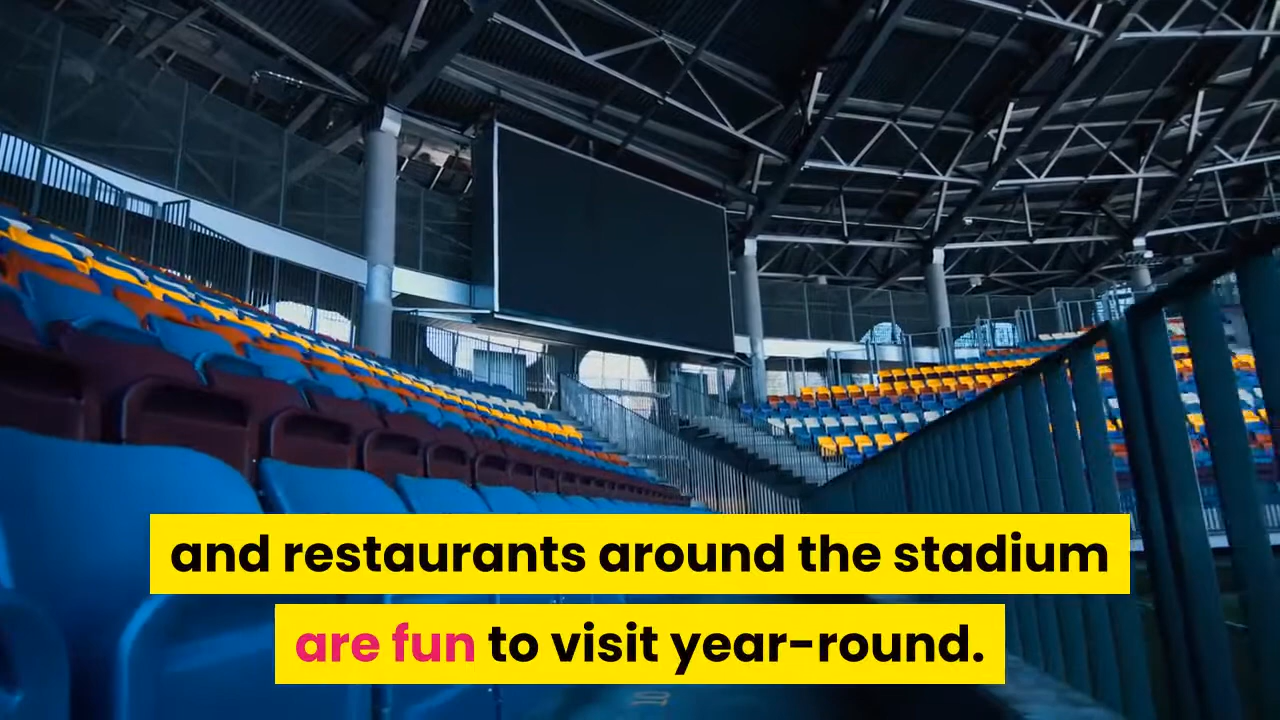 and restaurants around the stadium
are fun to visit year-round.